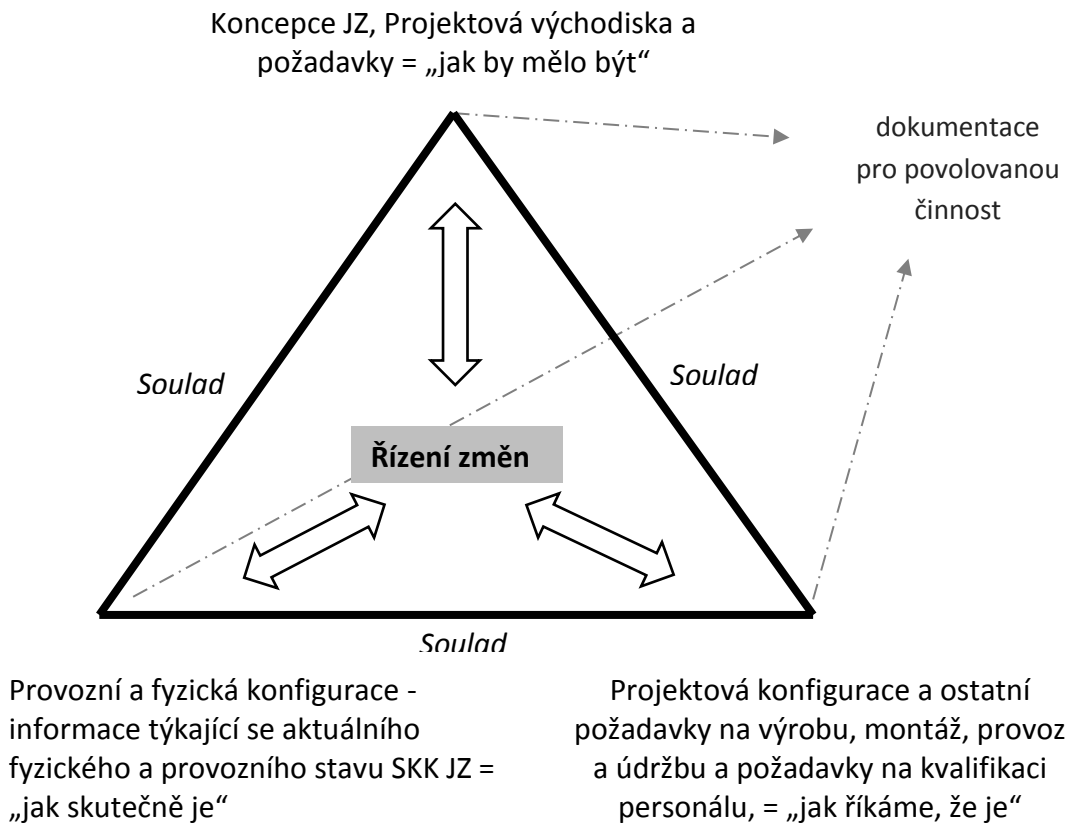 Koncepce JZ, Projektová východiska a
požadavky = „jak by mělo být“
dokumentace
pro povolovanou
činnost
Soulad
Soulad
Řízení změn
Soulad
Provozní a fyzická konfigurace -
informace týkající se aktuálního
fyzického a provozního stavu SKK JZ =
„jak skutečně je“
Projektová konfigurace a ostatní
požadavky na výrobu, montáž, provoz
a údržbu a požadavky na kvalifikaci
personálu, = „jak říkáme, že je“